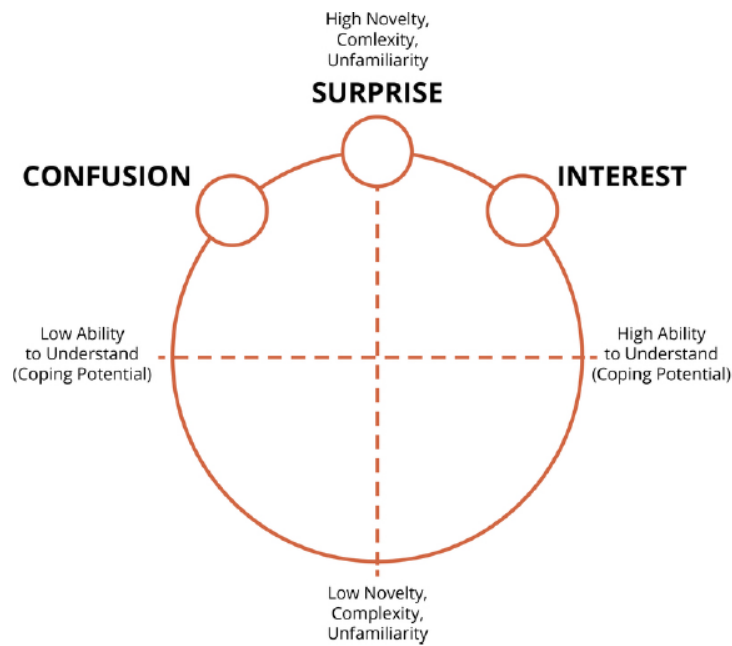 High Novelty,
Comlexity,
Unfamiliarity
SURPRISE
CONFUSION
INTEREST
Low Ability
to Understand
(Coping Potential)
High Ability
to Understand
(Coping Potential)
Low Novelty,
Complexity,
Unfamiliarity